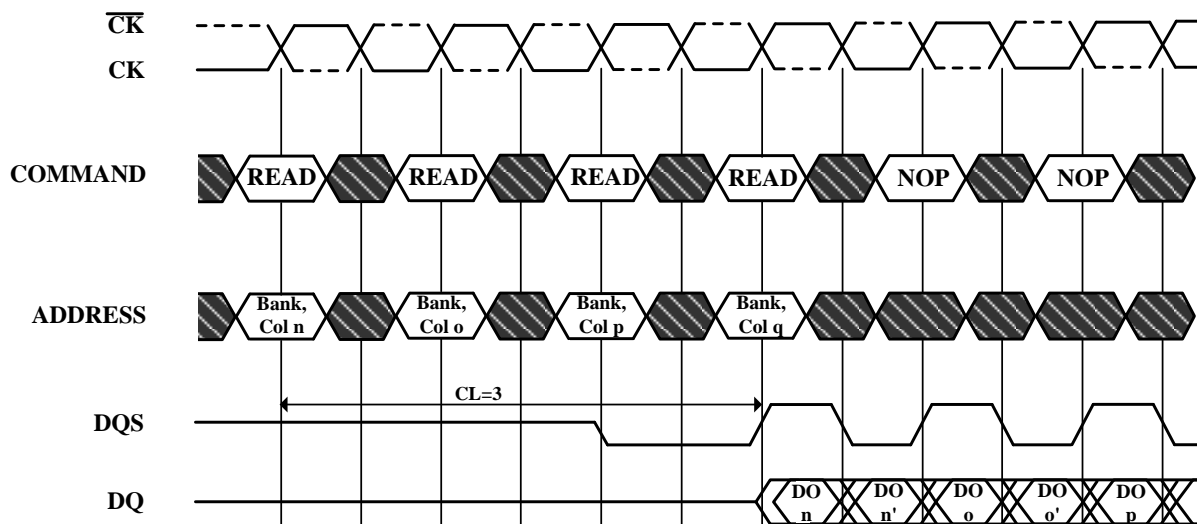 CK
CK
COMMAND
READ READ READ READ NOP NOP
ADDRESS
Bank, Bank, Bank, Bank,
Col n Col o Col p Col q
CL=3
DQS
DQ
DO DO DO DO DO
n n' o o' p